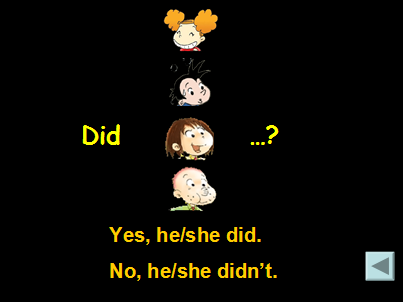 Did ...?
Yes, he/she did.
No, he/she didn't.